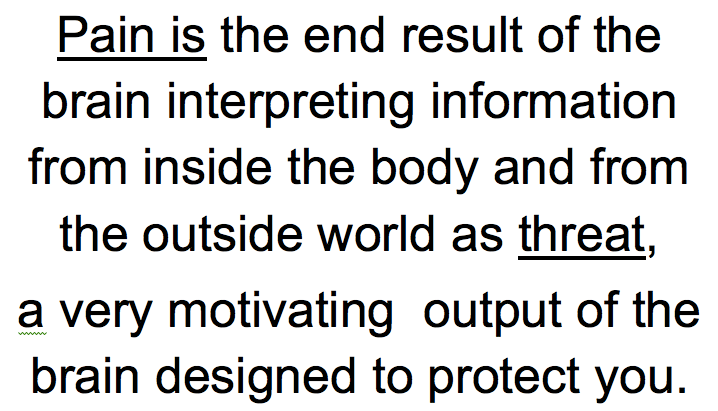 Pain is the end result of the
brain interpreting information
from inside the body and from
the outside world as threat,
a very motivating  output of the
brain designed to protect you.